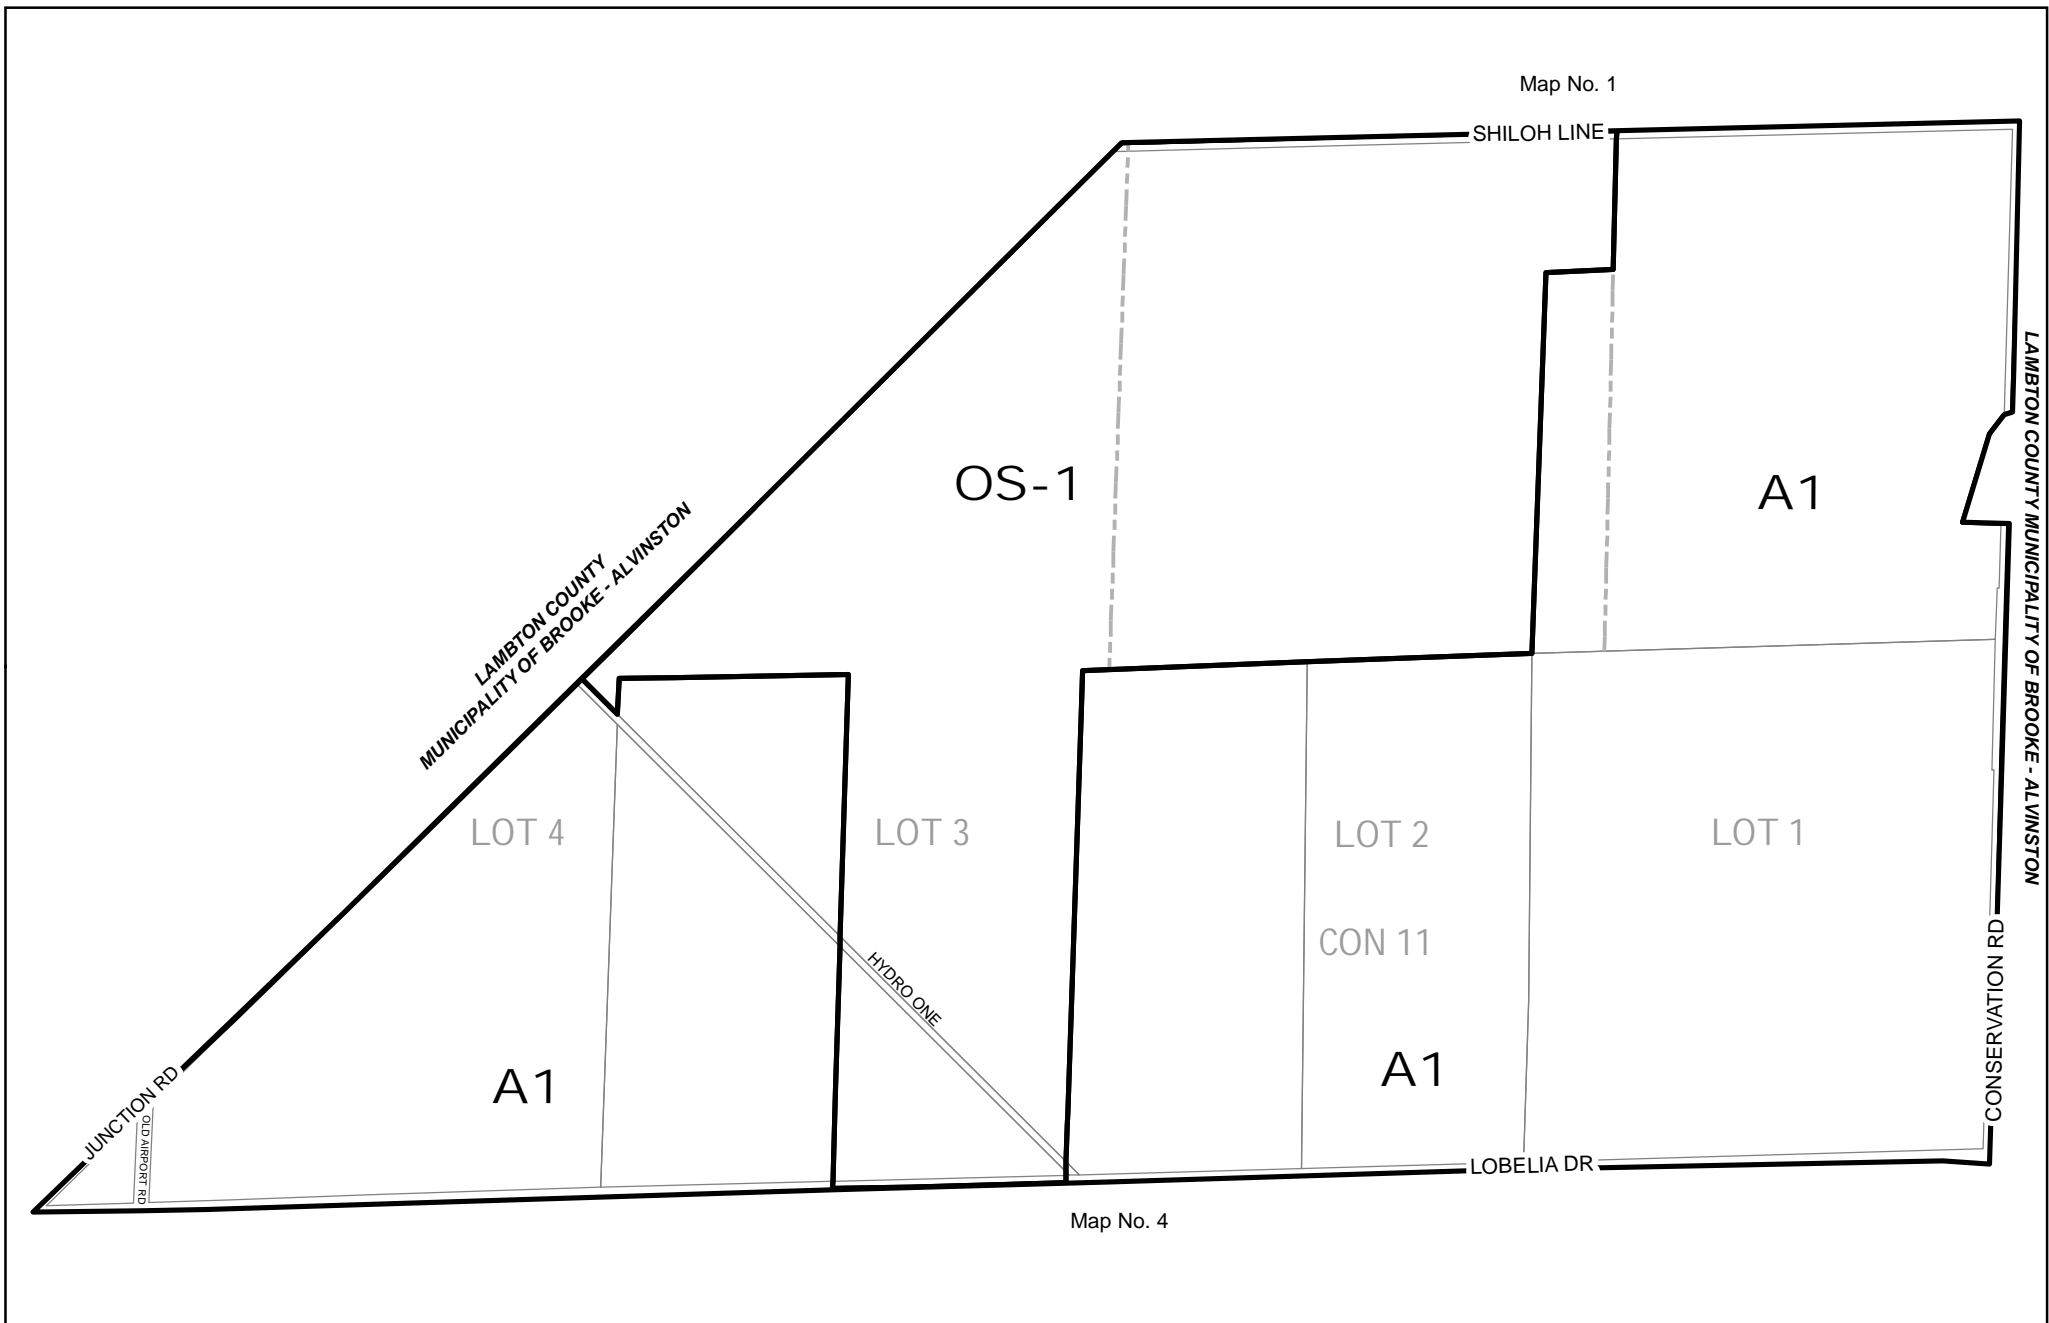 Map No. 1
SHILOH LINE
OS-1
A1
LAMBTON COUNTY MUNICIPALITY OF BROOKE - ALVINSTON
LAMBTON COUNTY
MUNICIPALITY OF BROOKE - ALVINSTON
LOT 4
LOT 3
LOT 2
LOT 1
CON 11
HYDRO ONE
CONSERVATION RD
A1
A1
JUNCTION RD
OLD AIRPORT RD
LOBELIA DR
Map No. 4